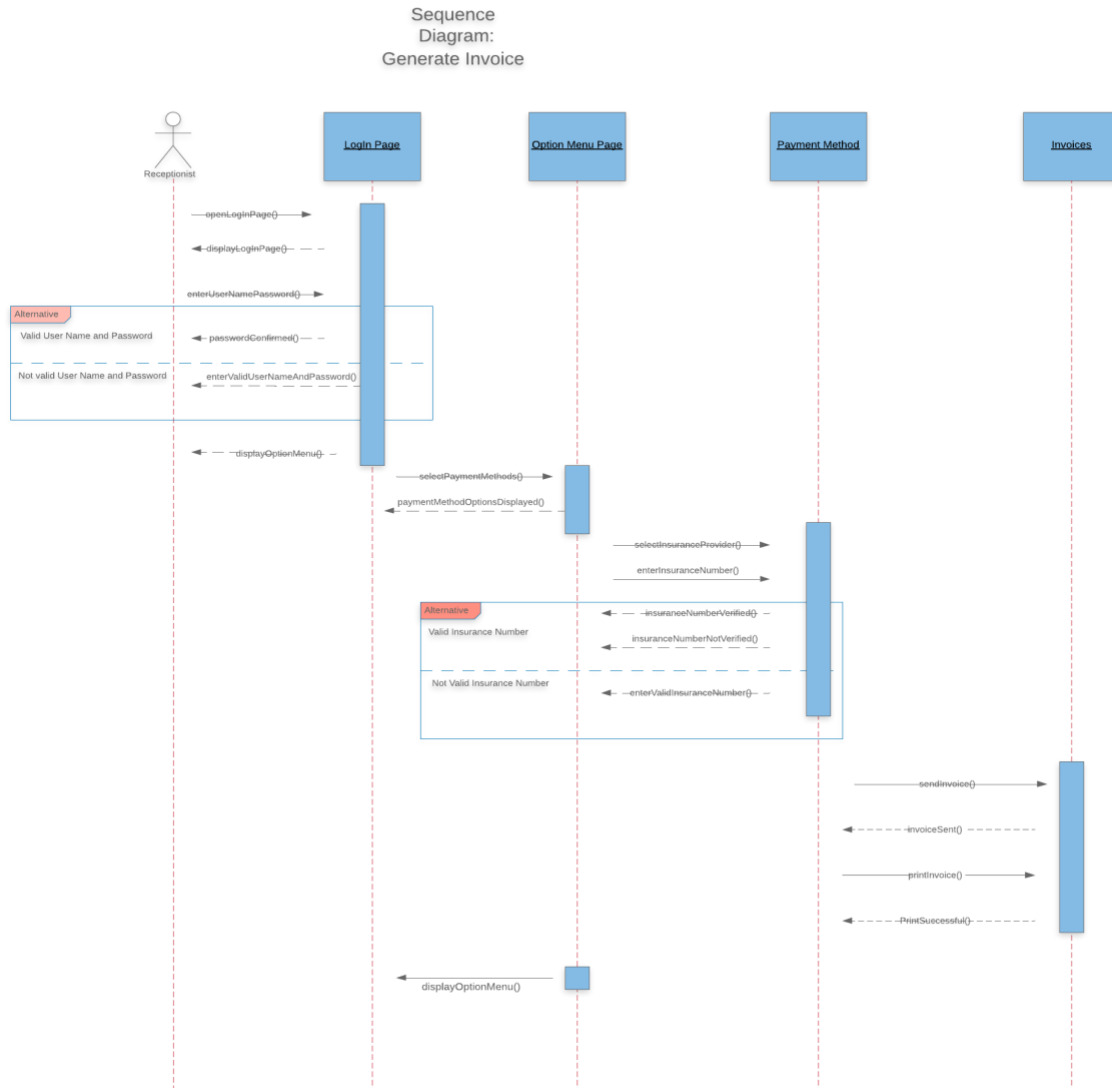 Sequence
Diagram:
Generate Invoice
Receptionist
LogIn Page
Option Menu Page
Payment Method
Invoices
openLogInPage()
displayLogInPage()
enterUserNamePassword()
Alternative
Valid User Name and Password
passwordConfirmed()
Not valid User Name and Password
enterValidUserNameAndPassword()
displayOptionMenu()
selectPaymentMethods()
paymentMethodOptionsDisplayed()
selectInsuranceProvider()
enterInsuranceNumber()
Alternative
insuranceNumberVerified()
Valid Insurance Number
insuranceNumberNotVerified()
Not Valid Insurance Number
enterValidInsuranceNumber()
sendInvoice()
invoiceSent()
printInvoice()
PrintSuccessful()
displayOptionMenu()